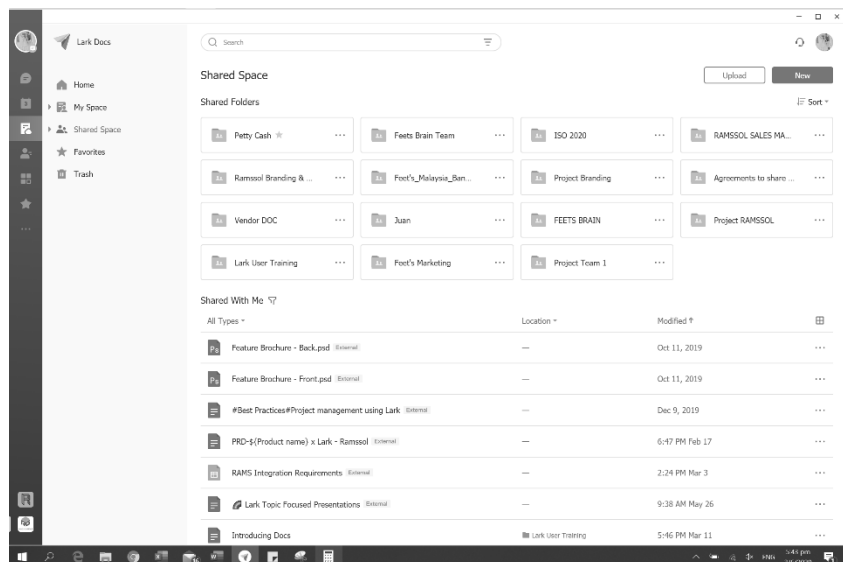 Lark Docs
Search
Home
My Space
Shared Space
Favorites
Trash
Shared Space
Upload
New
Shared Folders
Sort
Petty Cash
Feets Brain Team
ISO 2020
RAMSSOL SALES MA...
Ramssol Branding & ...
Feet's_Malaysia_Ban...
Project Branding
Agreements to share ...
Vendor DOC
Juan
FEETS BRAIN
Project RAMSSOL
Lark User Training
Feet's Marketing
Project Team 1
Shared With Me
All Types Location Modified
Feature Brochure - Back.psd External — Oct 11, 2019
Feature Brochure - Front.psd External — Oct 11, 2019
#Best Practices#Project management using Lark External — Dec 9, 2019
PRD-${Product name} x Lark - Ramssol External — 6:47 PM Feb 17
RAMS Integration Requirements External — 2:24 PM Mar 3
Lark Topic Focused Presentations External — 9:38 AM May 26
Introducing Docs Lark User Training 5:46 PM Mar 11
ENG 5:43 pm